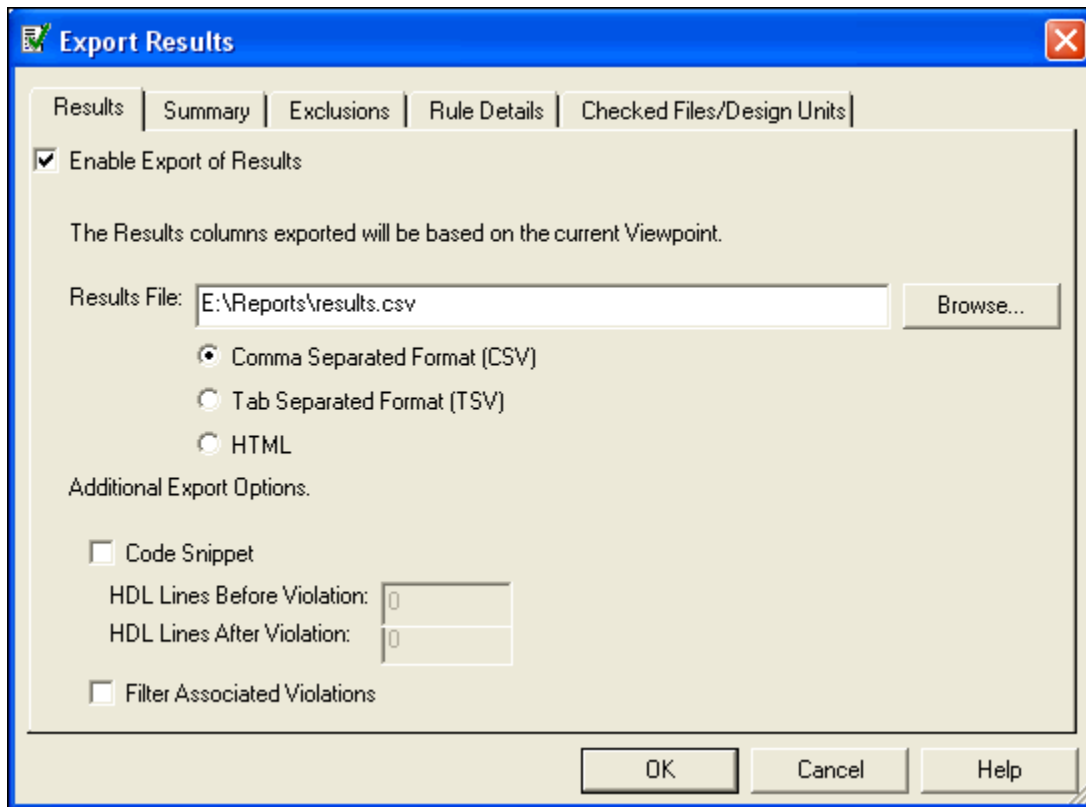 Export Results
Results Summary Exclusions Rule Details Checked Files/Design Units
Enable Export of Results
The Results columns exported will be based on the current Viewpoint.
Results File: E:\Reports\results.csv Browse...
Comma Separated Format (CSV)
Tab Separated Format (TSV)
HTML
Additional Export Options.
Code Snippet
HDL Lines Before Violation: 0
HDL Lines After Violation: 0
Filter Associated Violations
OK Cancel Help